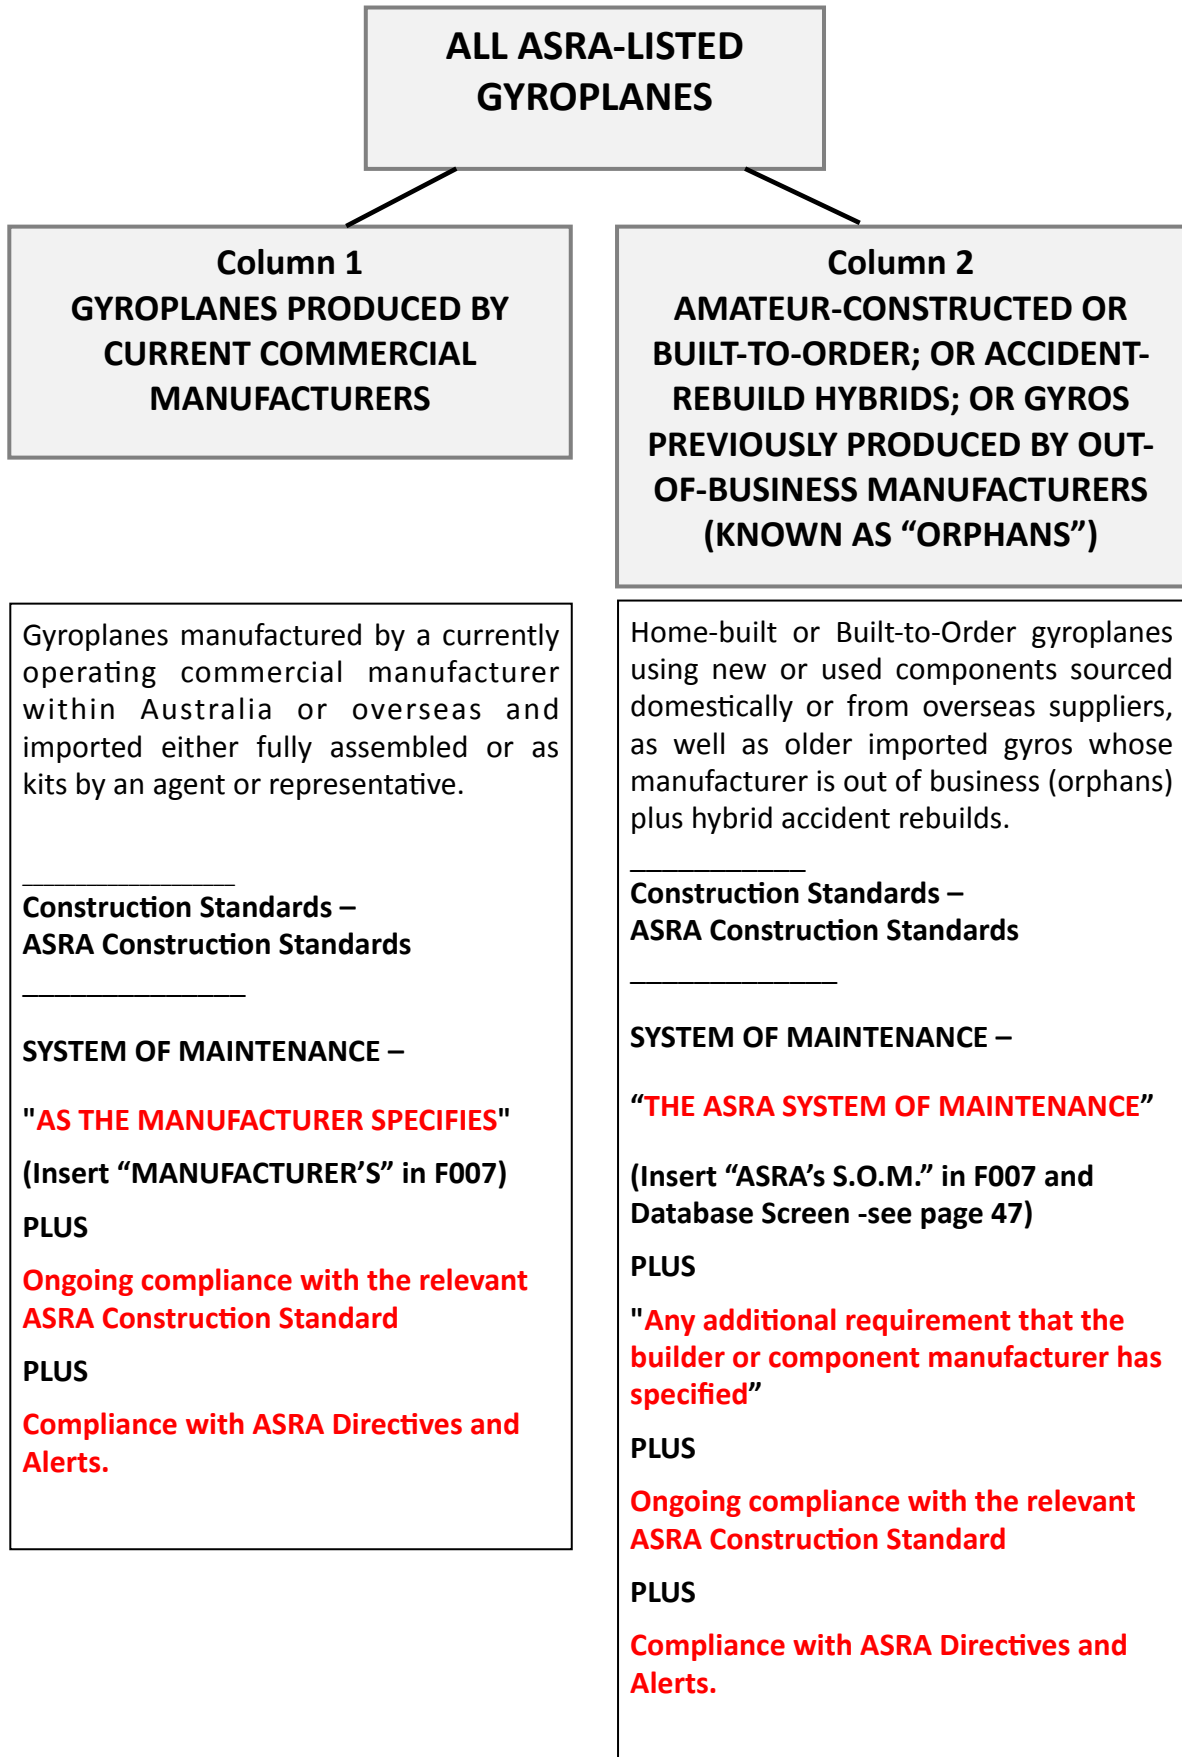 ALL ASRA-LISTED
GYROPLANES
Column 1
GYROPLANES PRODUCED BY
CURRENT COMMERCIAL
MANUFACTURERS
Column 2
AMATEUR-CONSTRUCTED OR
BUILT-TO-ORDER; OR ACCIDENT-
REBUILD HYBRIDS; OR GYROS
PREVIOUSLY PRODUCED BY OUT-
OF-BUSINESS MANUFACTURERS
(KNOWN AS “ORPHANS”)
Gyroplanes manufactured by a currently
operating commercial manufacturer
within Australia or overseas and
imported either fully assembled or as
kits by an agent or representative.
Construction Standards –
ASRA Construction Standards
SYSTEM OF MAINTENANCE –
"AS THE MANUFACTURER SPECIFIES"
(Insert “MANUFACTURER’S” in F007)
PLUS
Ongoing compliance with the relevant
ASRA Construction Standard
PLUS
Compliance with ASRA Directives and
Alerts.
Home-built or Built-to-Order gyroplanes
using new or used components sourced
domestically or from overseas suppliers,
as well as older imported gyros whose
manufacturer is out of business (orphans)
plus hybrid accident rebuilds.
Construction Standards –
ASRA Construction Standards
SYSTEM OF MAINTENANCE –
“THE ASRA SYSTEM OF MAINTENANCE”
(Insert “ASRA’s S.O.M.” in F007 and
Database Screen -see page 47)
PLUS
"Any additional requirement that the
builder or component manufacturer has
specified”
PLUS
Ongoing compliance with the relevant
ASRA Construction Standard
PLUS
Compliance with ASRA Directives and
Alerts.